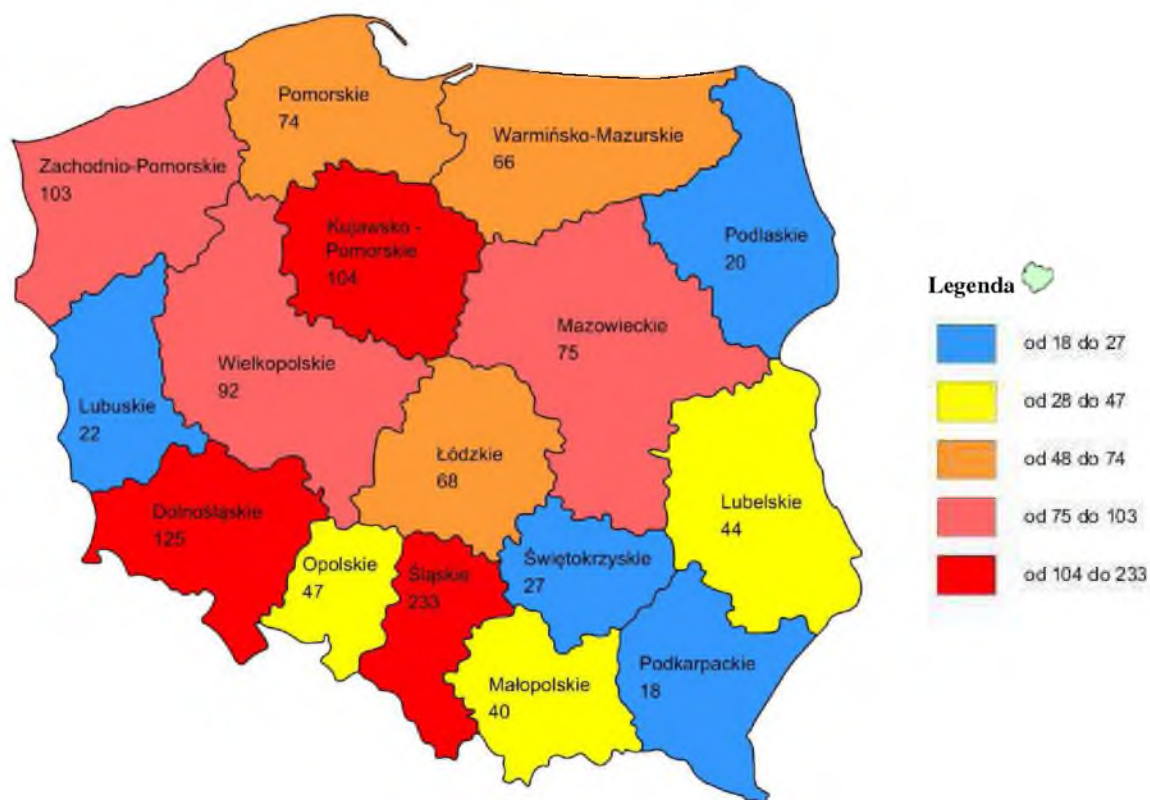 Pomorskie
74
Warmińsko-Mazurskie
66
Zachodnio-Pomorskie
103
Kujawsko -
Pomorskie
104
Podlaskie
20
Mazowieckie
75
Wielkopolskie
92
Lubuskie
22
Łódzkie
68
Lubelskie
44
Dolnośląskie
125
Opolskie
47
Śląskie
233
Świętokrzyskie
27
Małopolskie
40
Podkarpackie
18
Legenda
od 18 do 27
od 28 do 47
od 48 do 74
od 75 do 103
od 104 do 233